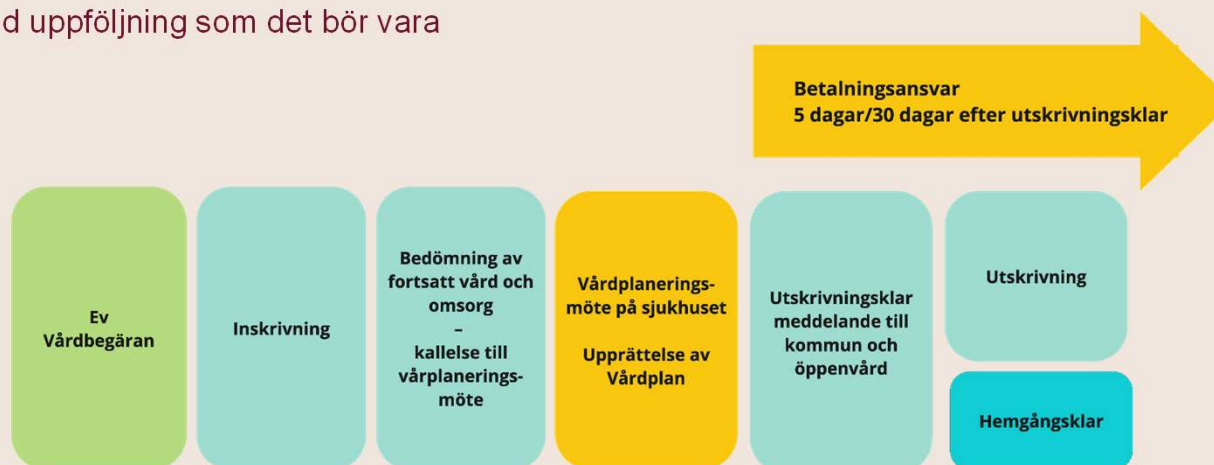 d uppföljning som det bör vara
Betalningsansvar
5 dagar/30 dagar efter utskrivningsklar
Ev
Vårdbegäran
Inskrivning
Bedömning av
fortsatt vård och
omsorg
–
kallelse till
vårplanerings-
möte
Vårdplanerings-
möte på sjukhuset
Upprättelse av
Vårdplan
Utskrivningsklar
meddelande till
kommun och
öppenvård
Utskrivning
Hemgångsklar